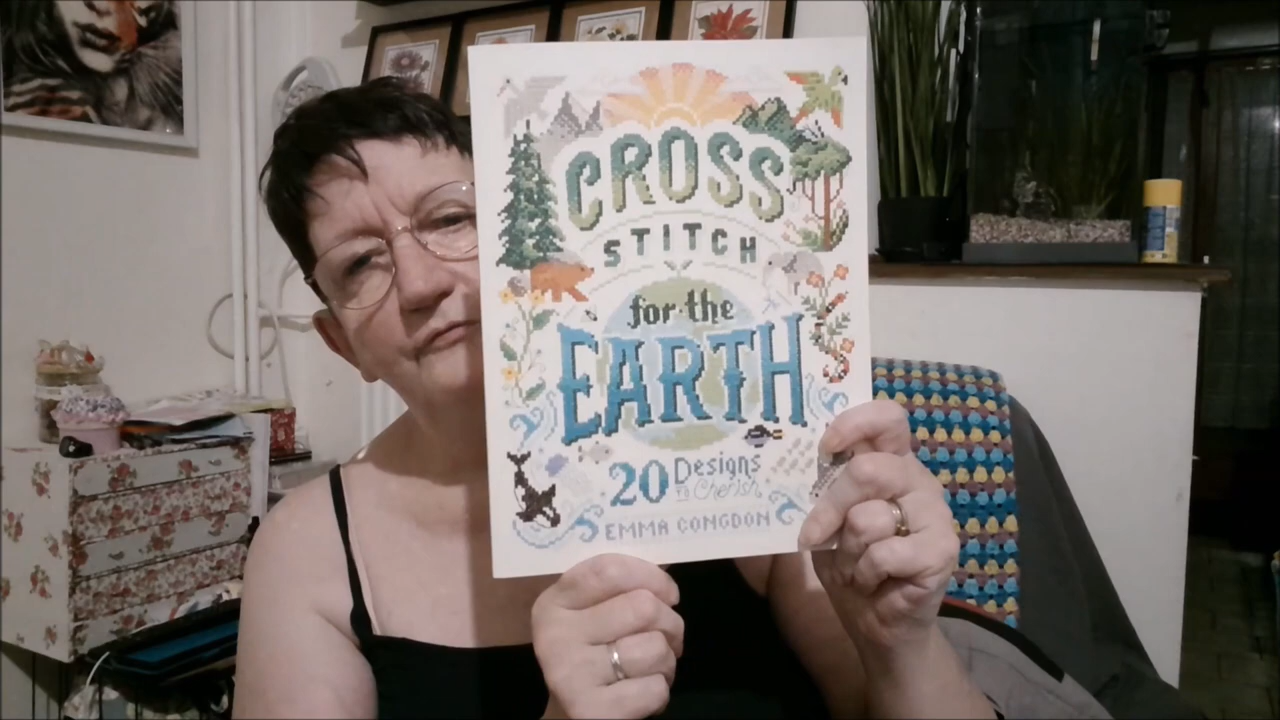 CROSS
STITCH
for the
EARTH
20 Designs
to Cherish
EMMA CONGDON